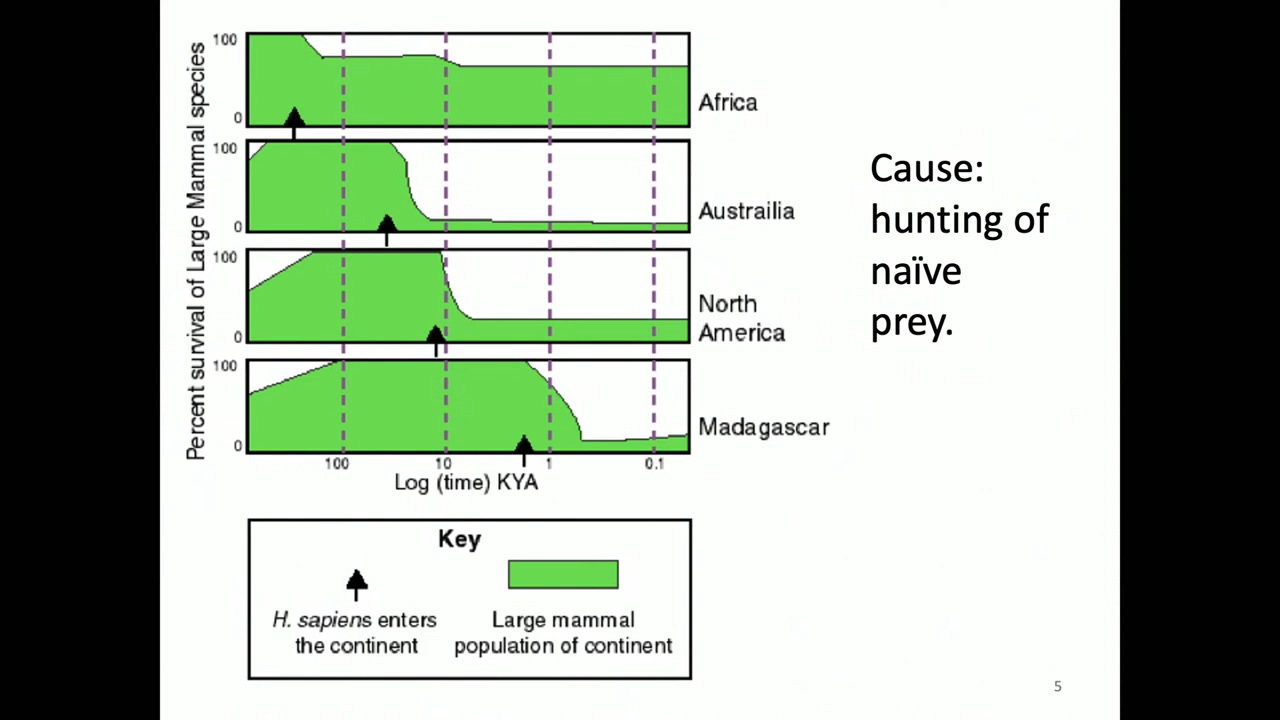 Percent survival of Large Mammal species
100
0
Africa
100
0
Austrailia
100
0
North
America
100
0
Madagascar
100 10 1 0.1
Log (time) KYA
Cause:
hunting of
naïve
prey.
Key
H. sapiens enters
the continent
Large mammal
population of continent
5